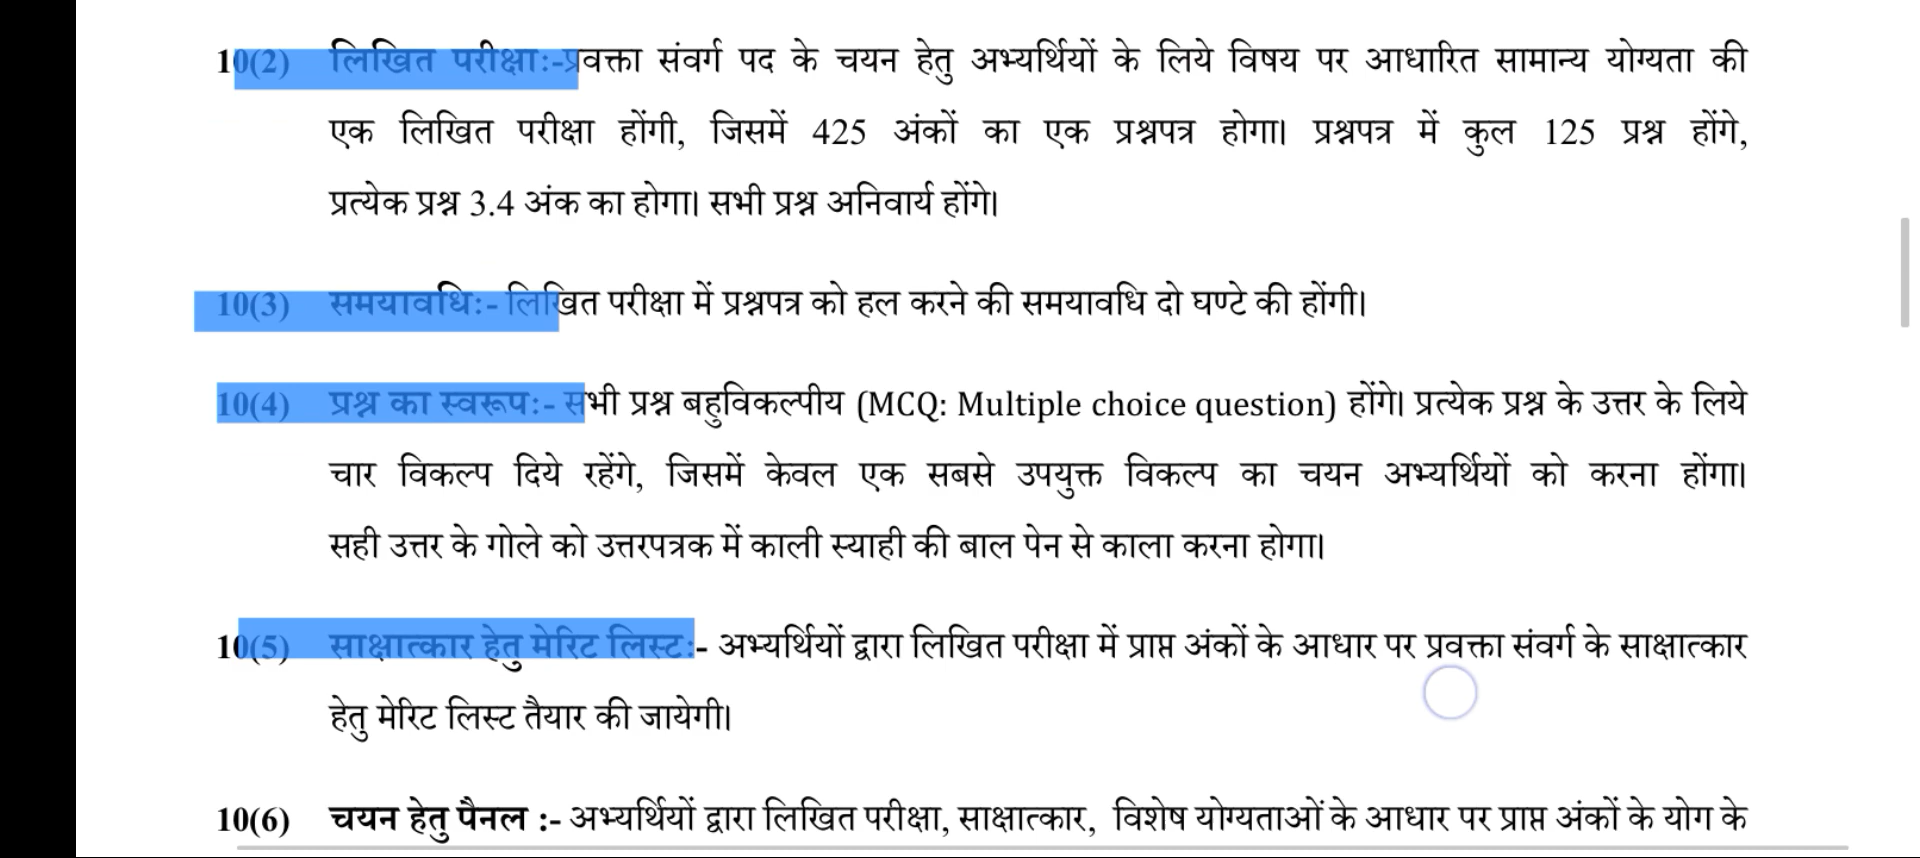 10(2) लिखित परीक्षाः-प्रवक्ता संवर्ग पद के चयन हेतु अभ्यर्थियों के लिये विषय पर आधारित सामान्य योग्यता की
एक लिखित परीक्षा होंगी, जिसमें 425 अंकों का एक प्रश्नपत्र होगा। प्रश्नपत्र में कुल 125 प्रश्न होंगे,
प्रत्येक प्रश्न 3.4 अंक का होगा। सभी प्रश्न अनिवार्य होंगे।
10(3) समयावधिः- लिखित परीक्षा में प्रश्नपत्र को हल करने की समयावधि दो घण्टे की होंगी।
10(4) प्रश्न का स्वरूपः- सभी प्रश्न बहुविकल्पीय (MCQ: Multiple choice question) होंगे। प्रत्येक प्रश्न के उत्तर के लिये
चार विकल्प दिये रहेंगे, जिसमें केवल एक सबसे उपयुक्त विकल्प का चयन अभ्यर्थियों को करना होंगा।
सही उत्तर के गोले को उत्तरपत्रक में काली स्याही की बाल पेन से काला करना होगा।
10(5) साक्षात्कार हेतु मेरिट लिस्टः- अभ्यर्थियों द्वारा लिखित परीक्षा में प्राप्त अंकों के आधार पर प्रवक्ता संवर्ग के साक्षात्कार
हेतु मेरिट लिस्ट तैयार की जायेगी।
10(6) चयन हेतु पैनल :- अभ्यर्थियों द्वारा लिखित परीक्षा, साक्षात्कार, विशेष योग्यताओं के आधार पर प्राप्त अंकों के योग के